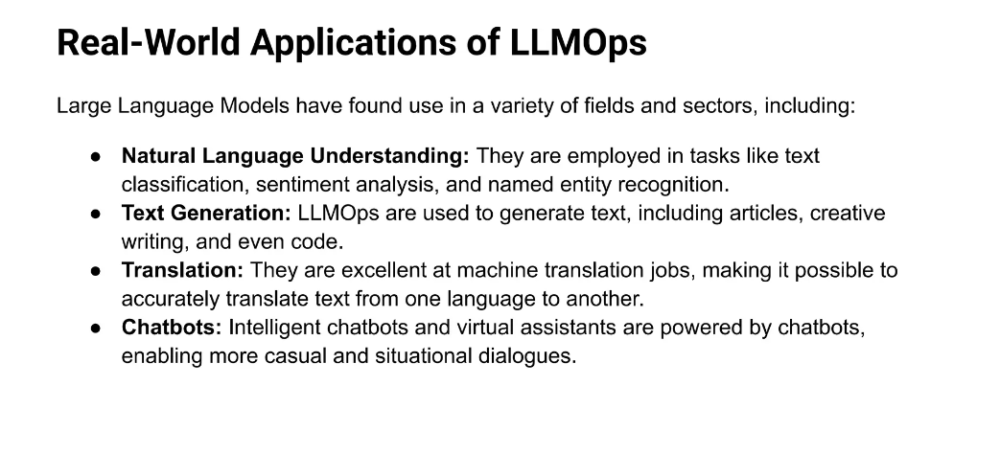 Real-World Applications of LLMOps
Large Language Models have found use in a variety of fields and sectors, including:
● Natural Language Understanding: They are employed in tasks like text
classification, sentiment analysis, and named entity recognition.
● Text Generation: LLMOps are used to generate text, including articles, creative
writing, and even code.
● Translation: They are excellent at machine translation jobs, making it possible to
accurately translate text from one language to another.
● Chatbots: Intelligent chatbots and virtual assistants are powered by chatbots,
enabling more casual and situational dialogues.